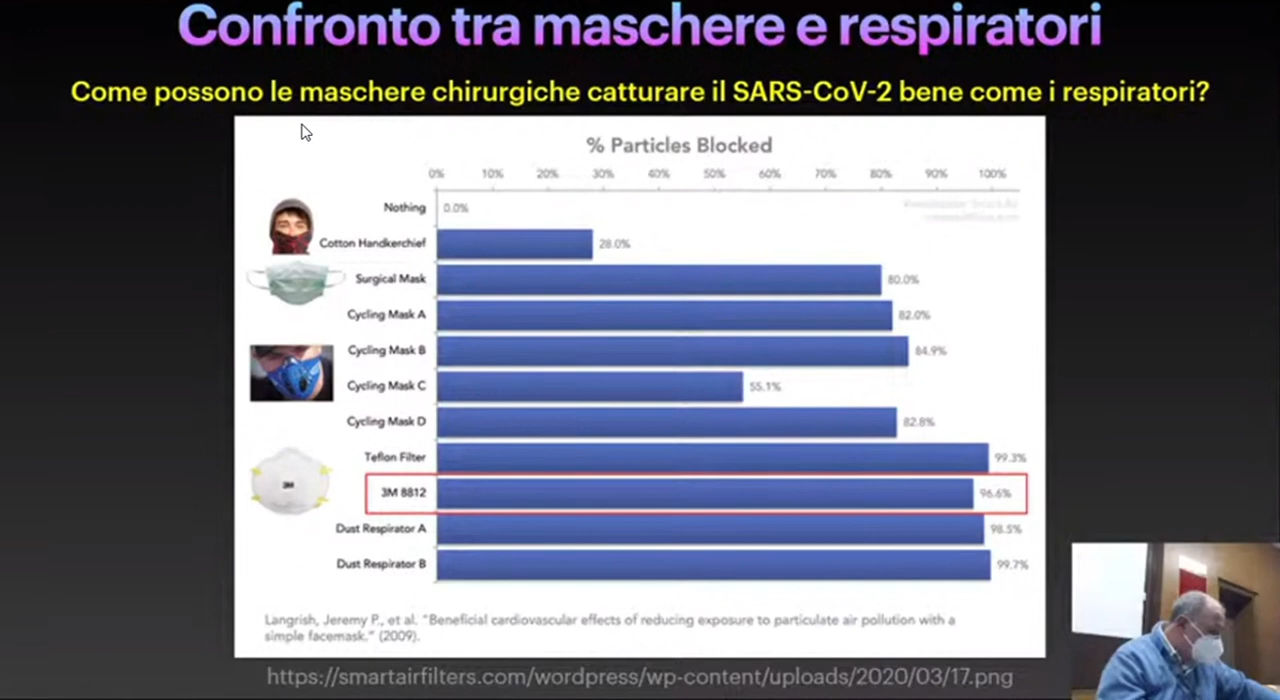 Confronto tra maschere e respiratori
Come possono le maschere chirurgiche catturare il SARS-CoV-2 bene come i respiratori?
% Particles Blocked
0% 10% 20% 30% 40% 50% 60% 70% 80% 90% 100%
Nothing 0.0%
Cotton Handkerchief 28.0%
Surgical Mask 80.0%
Cycling Mask A 82.0%
Cycling Mask B 84.9%
Cycling Mask C 55.1%
Cycling Mask D 82.8%
Teflon Filter 99.3%
3M
3M 8812 96.6%
Dust Respirator A 98.5%
Dust Respirator B 99.7%
Langrish, Jeremy P., et al. "Beneficial cardiovascular effects of reducing exposure to particulate air pollution with a
simple facemask." (2009).
https://smartairfilters.com/wordpress/wp-content/uploads/2020/03/17.png